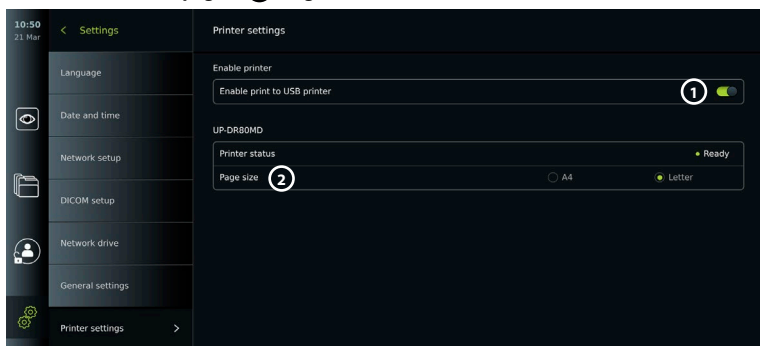 10:50
21 Mar
< Settings
Printer settings
Language
Date and time
Network setup
DICOM setup
Network drive
General settings
Printer settings >
Enable printer
Enable print to USB printer 1
UP-DR80MD
Printer status Ready
Page size 2 A4 Letter